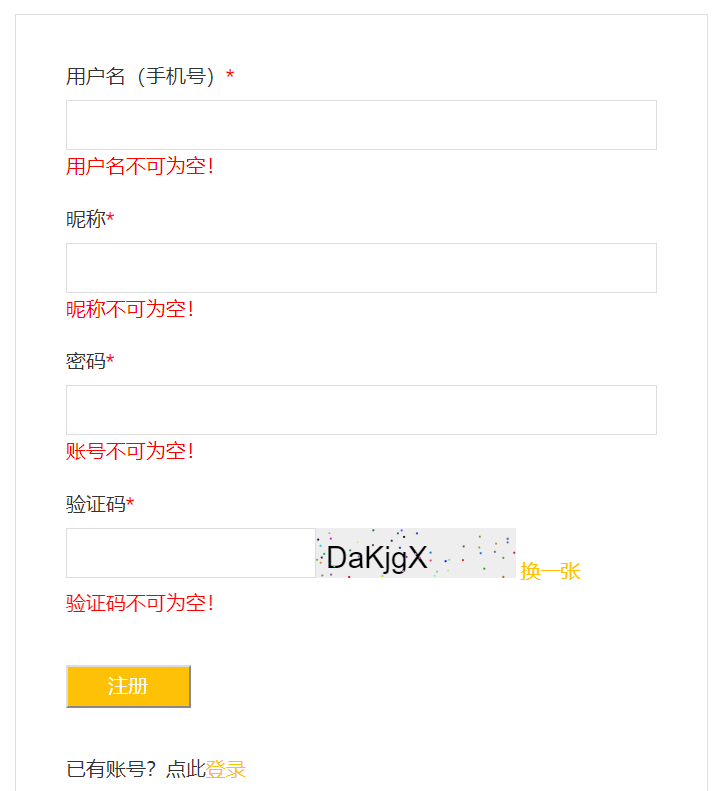 用户名（手机号）*
用户名不可为空！
昵称*
昵称不可为空！
密码*
账号不可为空！
验证码*
DaKjgX 换一张
验证码不可为空！
注册
已有账号？点此登录